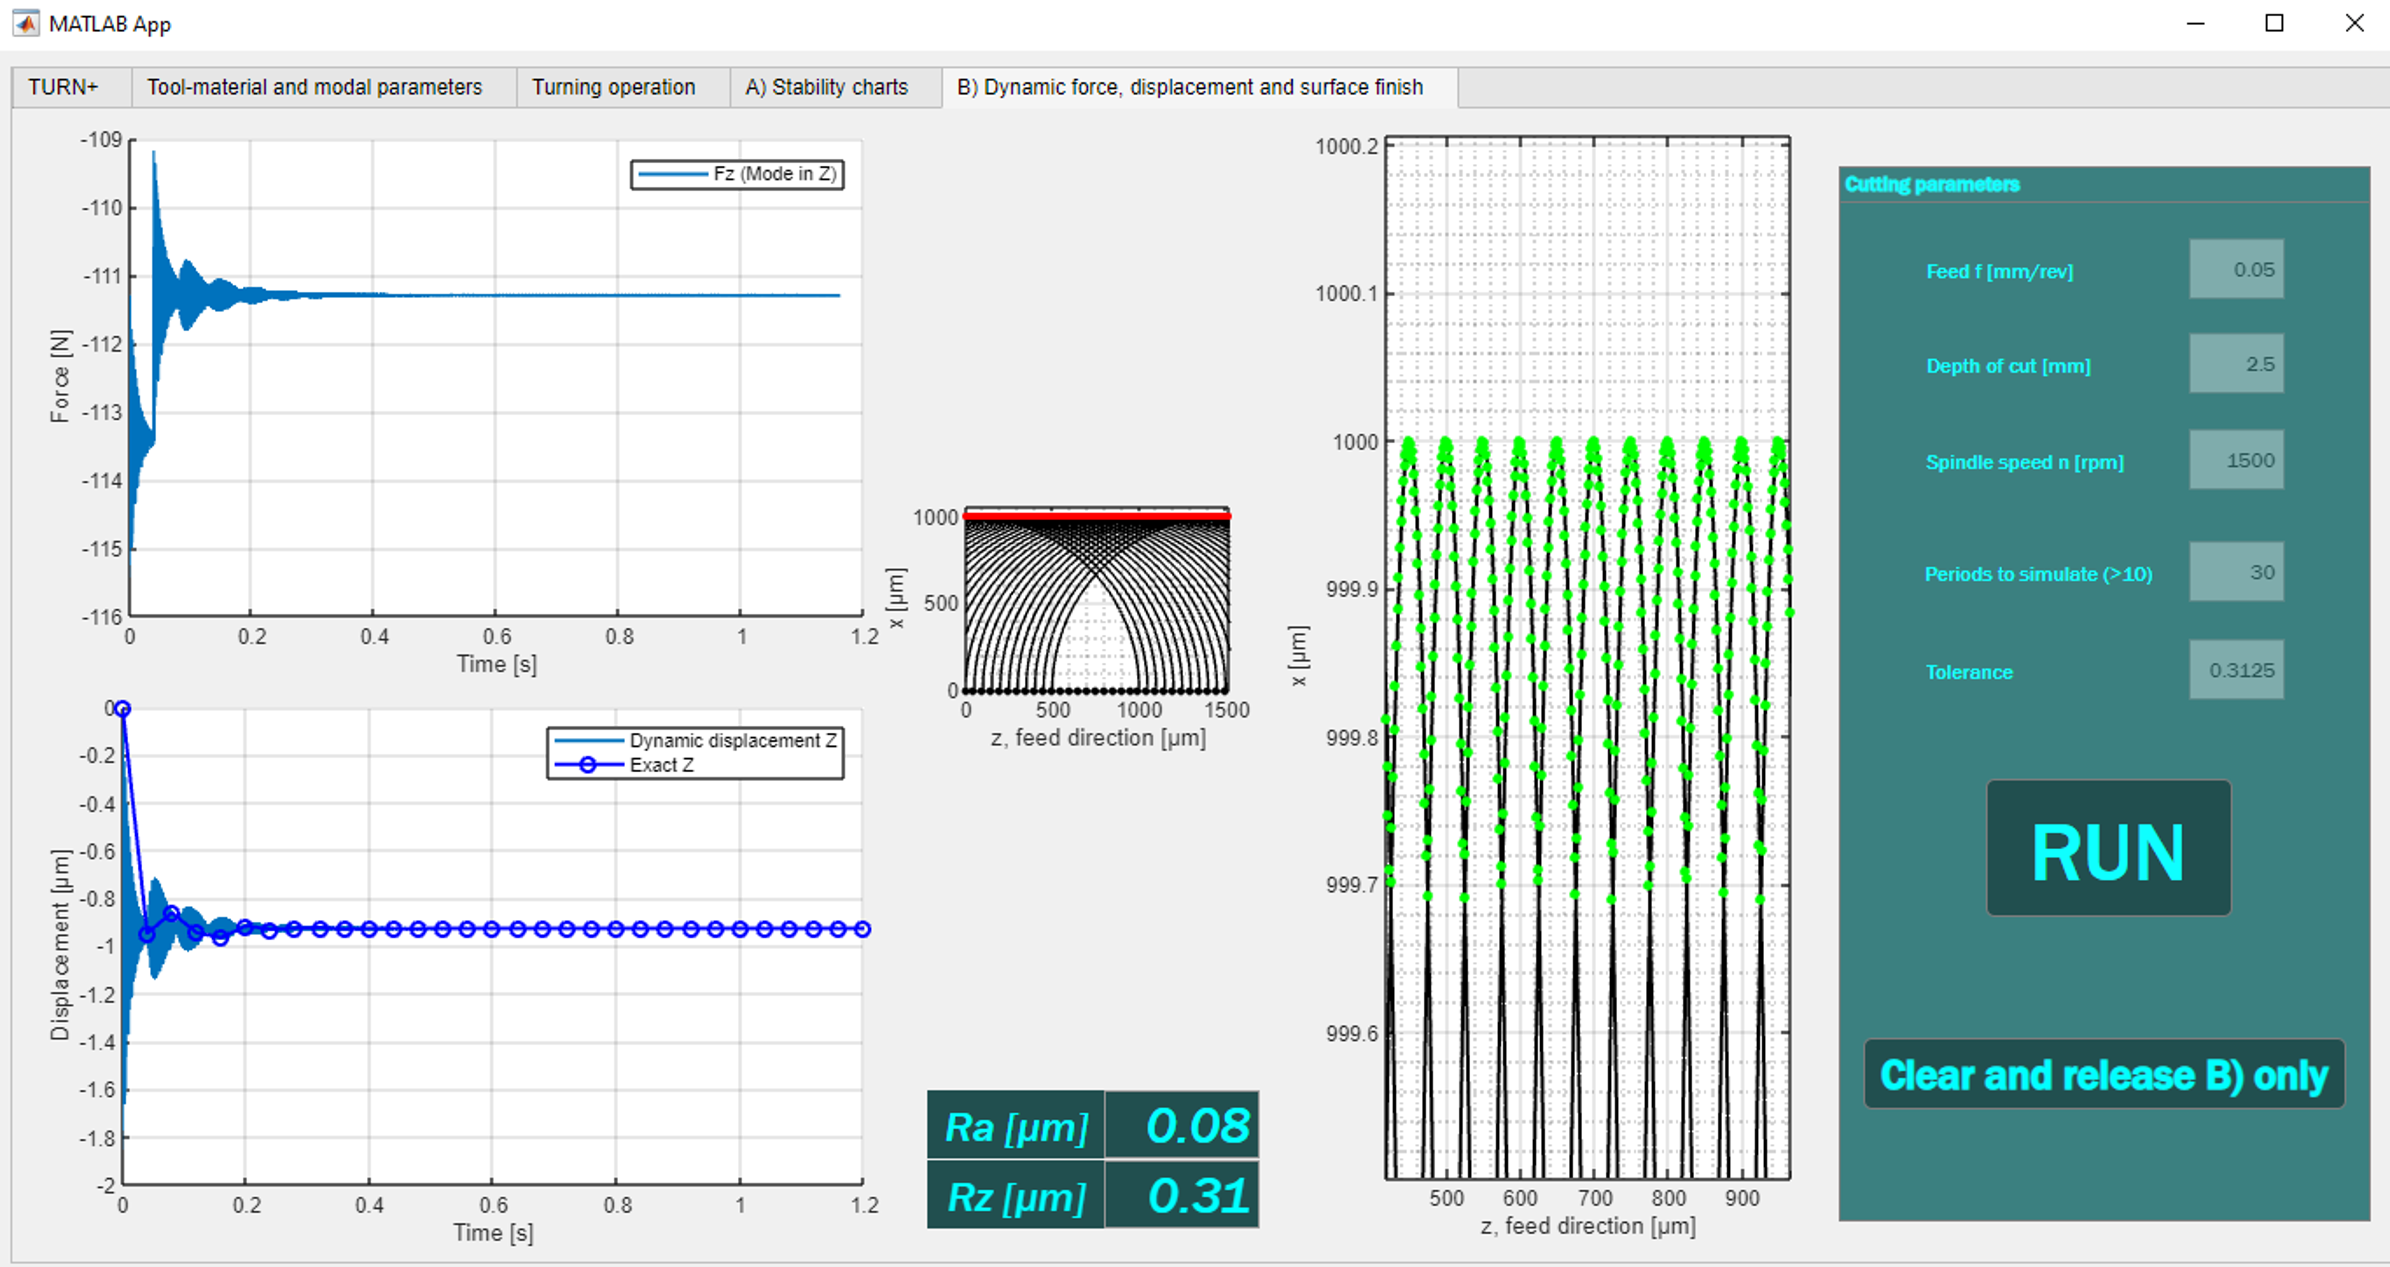 MATLAB App
TURN+
Tool-material and modal parameters
Turning operation
A) Stability charts
B) Dynamic force, displacement and surface finish
-109
-110
-111
-112
-113
-114
-115
-116
Force [N]
Fz (Mode in Z)
0 0.2 0.4 0.6 0.8 1 1.2
Time [s]
0
-0.2
-0.4
-0.6
-0.8
-1
-1.2
-1.4
-1.6
-1.8
-2
Displacement [µm]
Dynamic displacement Z
Exact Z
0 0.2 0.4 0.6 0.8 1 1.2
Time [s]
1000
500
0
x [µm]
0 500 1000 1500
z, feed direction [µm]
Ra [µm] 0.08
Rz [µm] 0.31
1000.2
1000.1
1000
999.9
999.8
999.7
999.6
x [µm]
500 600 700 800 900
z, feed direction [µm]
Cutting parameters
Feed f [mm/rev] 0.05
Depth of cut [mm] 2.5
Spindle speed n [rpm] 1500
Periods to simulate (>10) 30
Tolerance 0.3125
RUN
Clear and release B) only